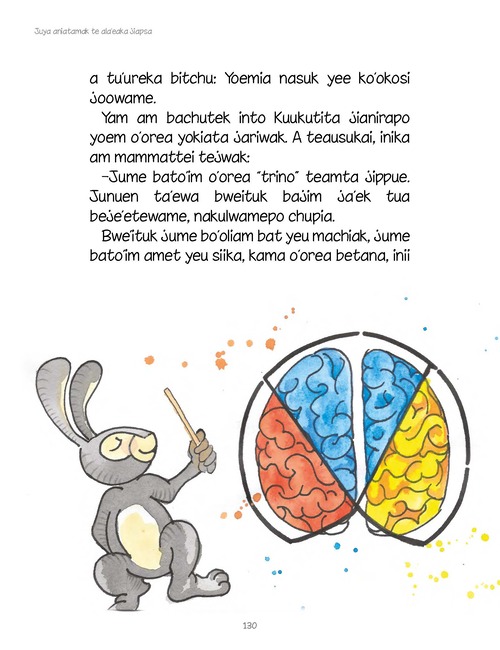 Juya aniatamak te ala'eaka jiapsa
a tu'ureka bitchu: Yoemia nasuk yee ko'okosi
joowame.
Yam am bachutek into Kuukutita jianirapo
yoem o'orea yokiata jariwak. A teausukai, inika
am mammattei tejwak:
–Jume bato'im o'orea "trino" teamta jippue.
Junuen ta'ewa bweituk bajim ja'ek tua
beje'etewame, nakulwamepo chupia.
Bweituk jume bo'oliam bat yeu machiak, jume
bato'im amet yeu siika, kama o'orea betana, inii
130